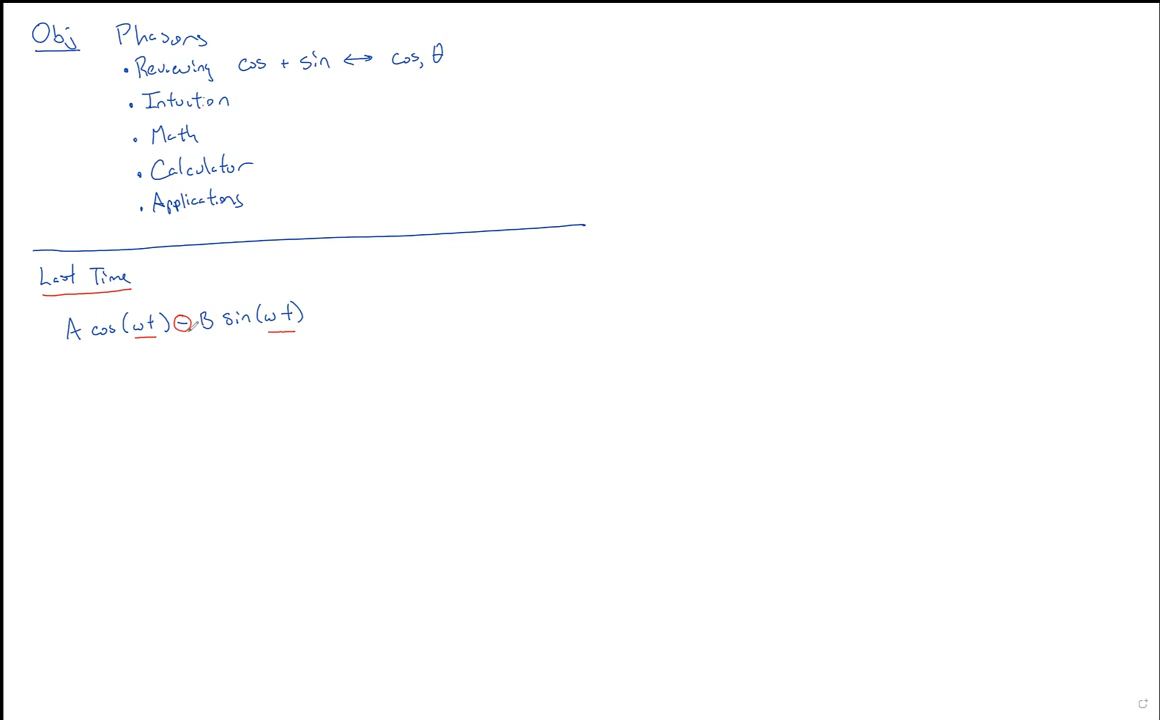 Obj Phasors
• Reviewing cos + sin ↔ cos, θ
• Intuition
• Math
• Calculator
• Applications
Last Time
A cos(ωt) − B sin(ωt)